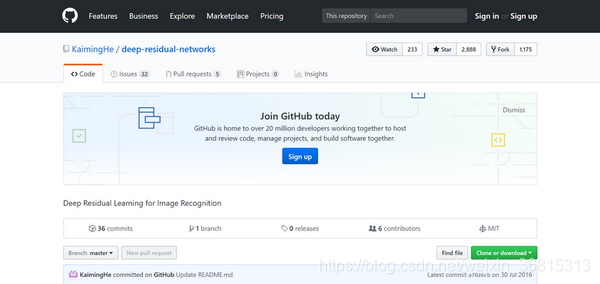 Features Business Explore Marketplace Pricing This repository Search Sign in or Sign up
KaimingHe / deep-residual-networks Watch 233 Star 2,888 Fork 1,175
Code Issues 32 Pull requests 5 Projects 0 Insights
Dismiss
Join GitHub today
GitHub is home to over 20 million developers working together to host
and review code, manage projects, and build software together.
Sign up
Deep Residual Learning for Image Recognition
36 commits 1 branch 0 releases 6 contributors MIT
Branch: master New pull request Find file Clone or download
KaimingHe committed on GitHub Update README.md Latest commit on 30 Jul 2016
https://blog.csdn.net/weixin_36815313